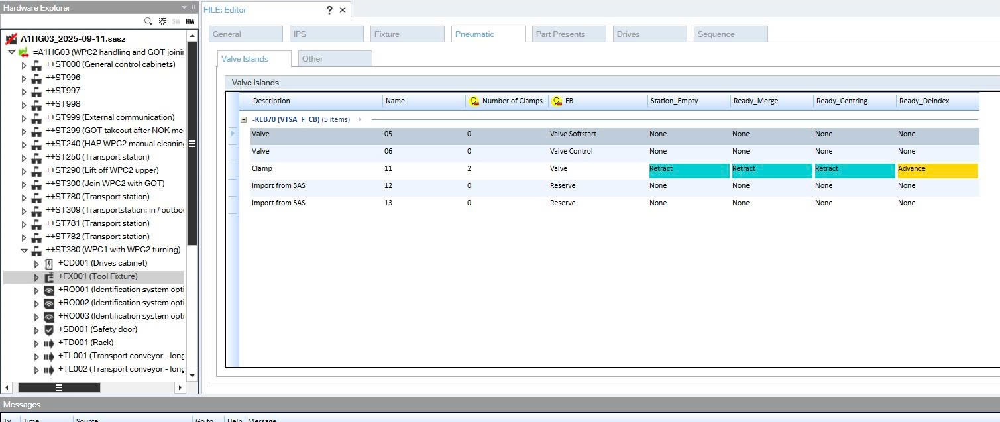 Hardware Explorer
SW HW
A1HG03_2025-09-11.sasz
=A1HG03 (WPC2 handling and GOT joinir
++ST000 (General control cabinets)
++ST996
++ST997
++ST998
++ST999 (External communication)
++ST299 (GOT takeout after NOK me
++ST240 (HAP WPC2 manual cleanin
++ST250 (Transport station)
++ST290 (Lift off WPC2 upper)
++ST300 (Join WPC2 with GOT)
++ST780 (Transport station)
++ST309 (Transportstation: in / outbou
++ST781 (Transport station)
++ST782 (Transport station)
++ST380 (WPC1 with WPC2 turning)
+CD001 (Drives cabinet)
+FX001 (Tool Fixture)
+RO001 (Identification system opti
+RO002 (Identification system opti
+RO003 (Identification system opti
+SD001 (Safety door)
+TD001 (Rack)
+TL001 (Transport conveyor - long
+TL002 (Transport conveyor - long
FILE: Editor ? ×
General IPS Fixture Pneumatic Part Presents Drives Sequence
Valve Islands Other
Valve Islands
Description Name Number of Clamps FB Station_Empty Ready_Merge Ready_Centring Ready_Deindex
-KEB70 (VTSA_F_CB) (5 items)
Valve 05 0 Valve Softstart None None None None
Valve 06 0 Valve Control None None None None
Clamp 11 2 Valve Retract Retract Retract Advance
Import from SAS 12 0 Reserve None None None None
Import from SAS 13 0 Reserve None None None None
Messages
Ty Time Source Go to Help Message